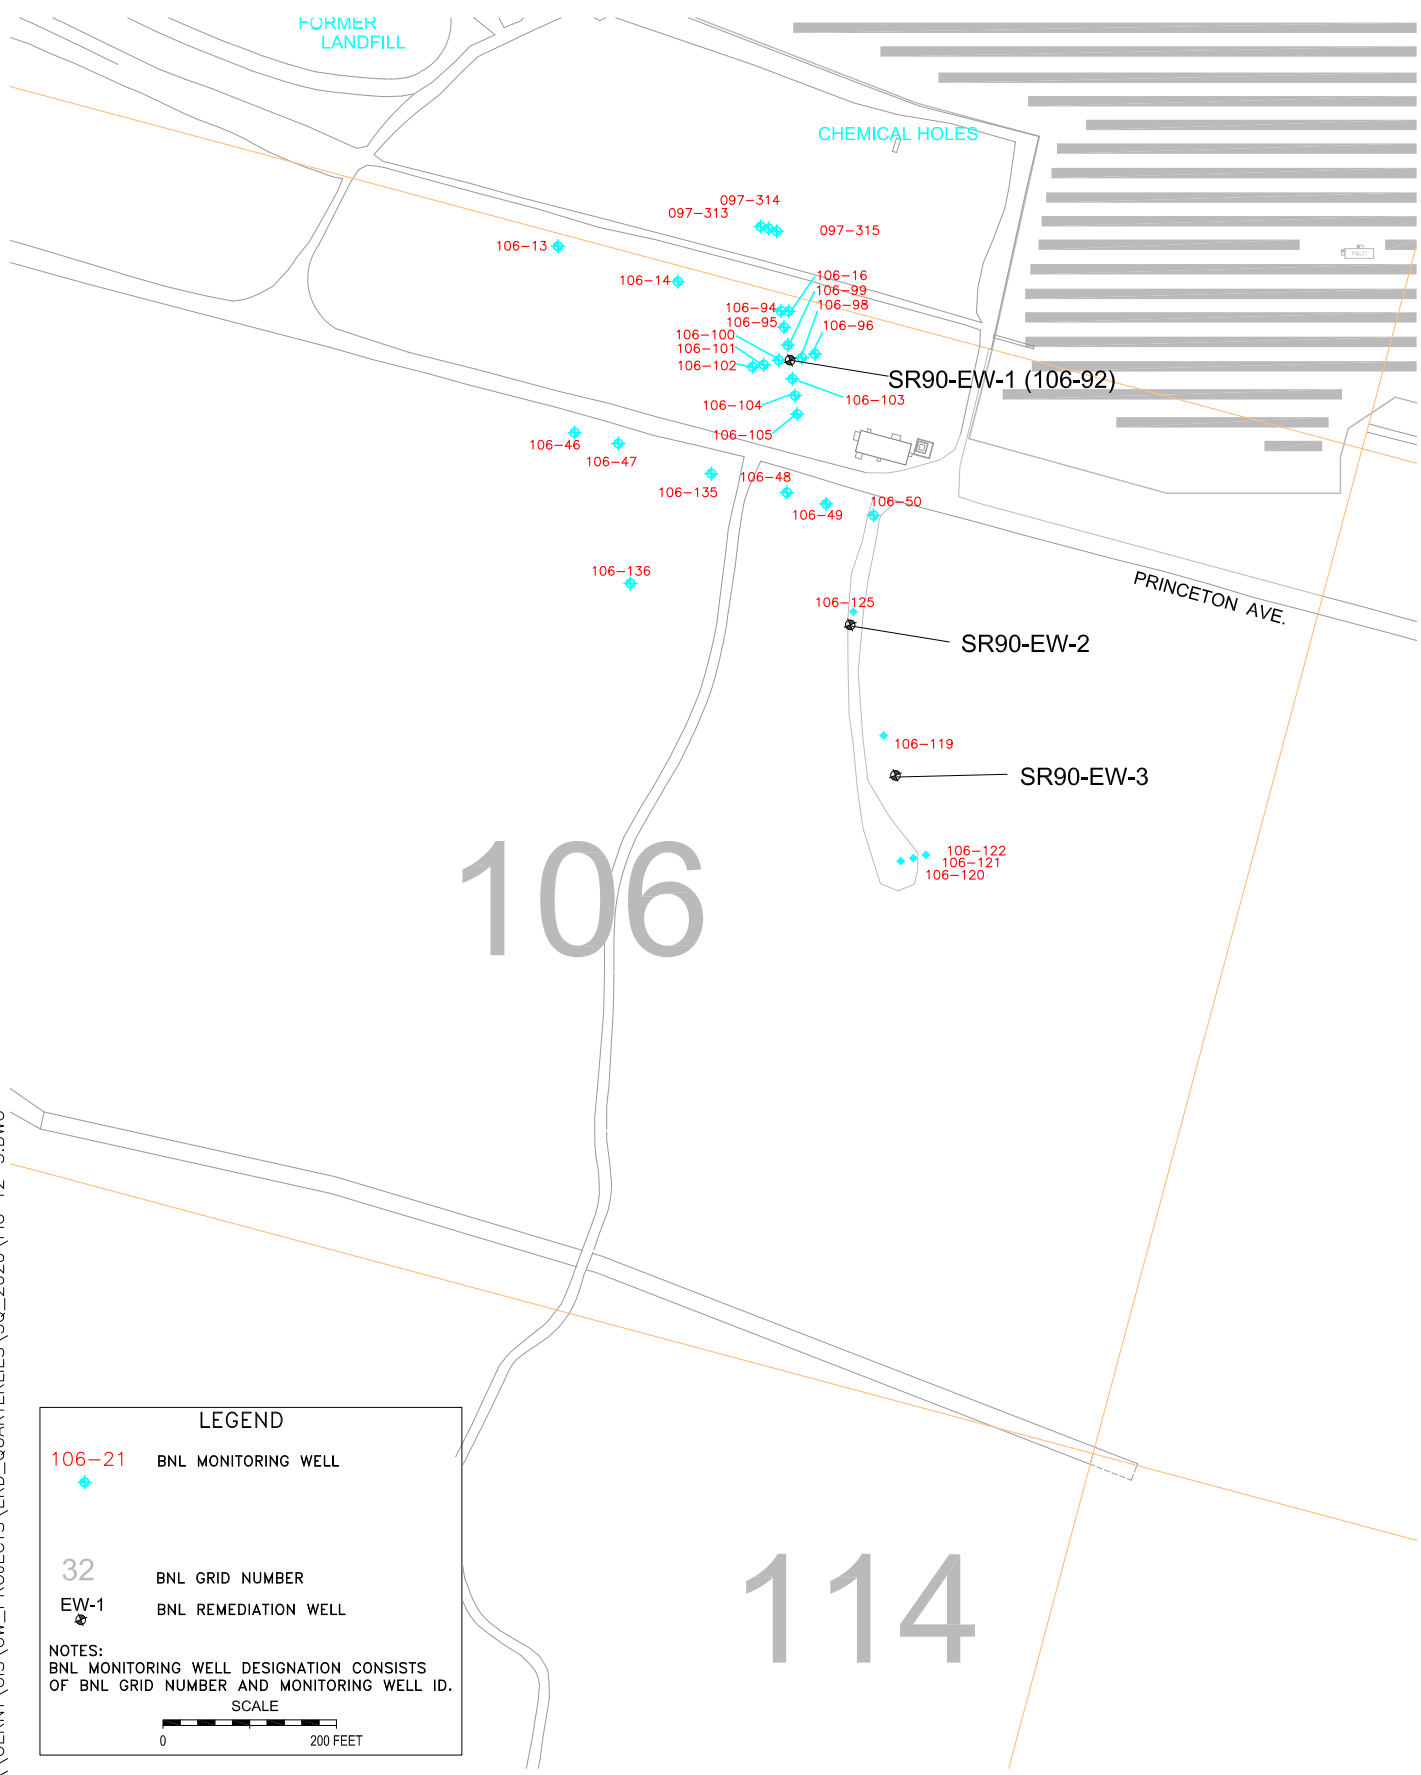 FORMER
LANDFILL
CHEMICAL HOLES
097-314
097-313
097-315
106-13
106-14
106-16
106-99
106-94
106-98
106-95
106-96
106-100
106-101
106-102
SR90-EW-1 (106-92)
106-103
106-104
106-105
106-46
106-47
106-48
106-135
106-49
106-50
106-136
PRINCETON AVE.
106-125
SR90-EW-2
106-119
SR90-EW-3
106-122
106-121
106-120
106
114
LEGEND
106-21 BNL MONITORING WELL
32 BNL GRID NUMBER
EW-1 BNL REMEDIATION WELL
NOTES:
BNL MONITORING WELL DESIGNATION CONSISTS
OF BNL GRID NUMBER AND MONITORING WELL ID.
SCALE
0 200 FEET